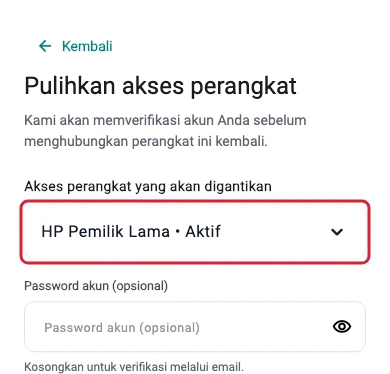 Kembali
Pulihkan akses perangkat
Kami akan memverifikasi akun Anda sebelum
menghubungkan perangkat ini kembali.
Akses perangkat yang akan digantikan
HP Pemilik Lama • Aktif
Password akun (opsional)
Password akun (opsional)
Kosongkan untuk verifikasi melalui email.